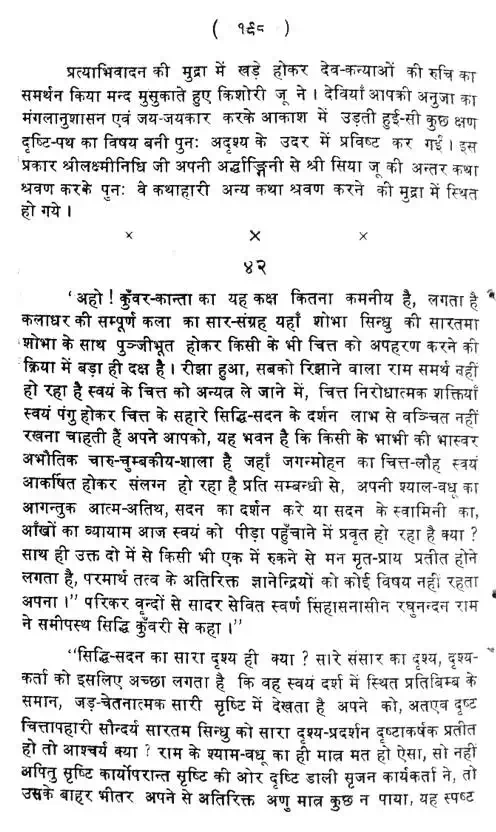 ( १६८ )
प्रत्याभिवादन की मुद्रा में खड़े होकर देव-कन्याओं की रुचि का
समर्थन किया मन्द मुसुकाते हुए किशोरी जू ने। देवियाँ आपकी अनुजा का
मंगलानुशासन एवं जय-जयकार करके आकाश में उड़ती हुई-सी कुछ क्षण
दृष्टि-पथ का विषय बनी पुनः अदृश्य के उदर में प्रविष्ट कर गईं। इस
प्रकार श्रीलक्ष्मीनिधि जी अपनी अर्द्धाङ्गिनी से श्री सिया जू की अन्तर कथा
श्रवण करके पुनः वे कथाहारी अन्य कथा श्रवण करने की मुद्रा में स्थित
हो गये।
× × ×
४२
'अहो! कुँवर-कान्ता का यह कक्ष कितना कमनीय है, लगता है
कलाधर की सम्पूर्ण कला का सार-संग्रह यहाँ शोभा सिन्धु की सारतमा
शोभा के साथ पुञ्जीभूत होकर किसी के भी चित्त को अपहरण करने की
क्रिया में बड़ा ही दक्ष है। रीझा हुआ, सबको रिझाने वाला राम समर्थ नहीं
हो रहा है स्वयं के चित्त को अन्यत्र ले जाने में, चित्त निरोधात्मक शक्तियाँ
स्वयं पंगु होकर चित्त के सहारे सिद्धि-सदन के दर्शन लाभ से वञ्चित नहीं
रखना चाहती हैं अपने आपको, यह भवन है कि किसी के भाभी की भास्वर
अभौतिक चारु-चुम्बकीय-शाला है जहाँ जगन्मोहन का चित्त-लौह स्वयं
आकर्षित होकर संलग्न हो रहा है प्रति सम्बन्धी से, अपनी श्याल-वधू का
आगन्तुक आत्म-अतिथ, सदन का दर्शन करे या सदन के स्वामिनी का,
आँखों का व्यायाम आज स्वयं को पीड़ा पहुँचाने में प्रवृत हो रहा है क्या?
साथ ही उक्त दो में से किसी भी एक में रुकने से मन मृत-प्राय प्रतीत होने
लगता है, परमार्थ तत्व के अतिरिक्त ज्ञानेन्द्रियों को कोई विषय नहीं रहता
अपना।" परिकर वृन्दों से सादर सेवित स्वर्ण सिंहासनासीन रघुनन्दन राम
ने समीपस्थ सिद्धि कुँवरी से कहा।"
"सिद्धि-सदन का सारा दृश्य ही क्या? सारे संसार का दृश्य, दृश्य-
कर्ता को इसलिए अच्छा लगता है कि वह स्वयं दर्श में स्थित प्रतिबिम्ब के
समान, जड़-चेतनात्मक सारी सृष्टि में देखता है अपने को, अतएव दृष्ट
चित्तापहारी सौन्दर्य सारतम सिन्धु को सारा दृश्य-प्रदर्शन दृष्टाकर्षक प्रतीत
हो तो आश्चर्य क्या? राम के श्याम-वधू का ही मात्र मत हो ऐसा, सो नहीं
अपितु सृष्टि कार्योपरान्त सृष्टि की ओर दृष्टि डाली सृजन कार्यकर्ता ने, तो
उसके बाहर भीतर अपने से अतिरिक्त अणु मात्र कुछ न पाया, यह स्पष्ट